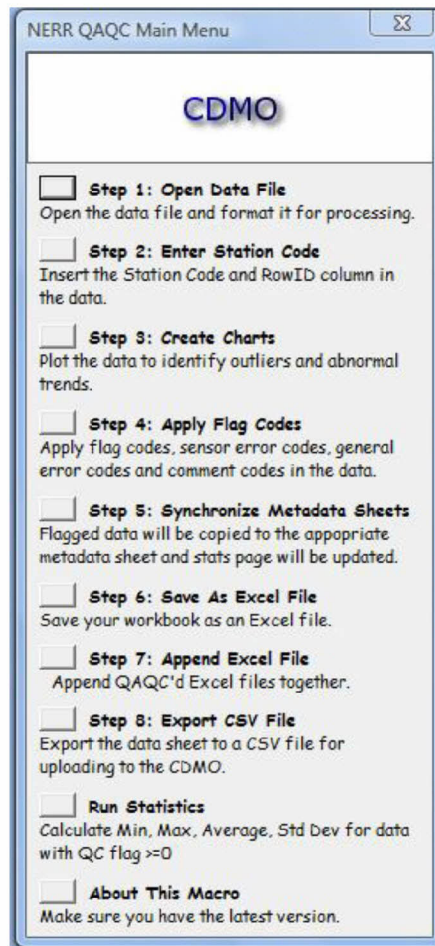 NERR QAQC Main Menu
CDMO
Step 1: Open Data File
Open the data file and format it for processing.
Step 2: Enter Station Code
Insert the Station Code and RowID column in
the data.
Step 3: Create Charts
Plot the data to identify outliers and abnormal
trends.
Step 4: Apply Flag Codes
Apply flag codes, sensor error codes, general
error codes and comment codes in the data.
Step 5: Synchronize Metadata Sheets
Flagged data will be copied to the appopriate
metadata sheet and stats page will be updated.
Step 6: Save As Excel File
Save your workbook as an Excel file.
Step 7: Append Excel File
Append QAQC'd Excel files together.
Step 8: Export CSV File
Export the data sheet to a CSV file for
uploading to the CDMO.
Run Statistics
Calculate Min, Max, Average, Std Dev for data
with QC flag >=0
About This Macro
Make sure you have the latest version.